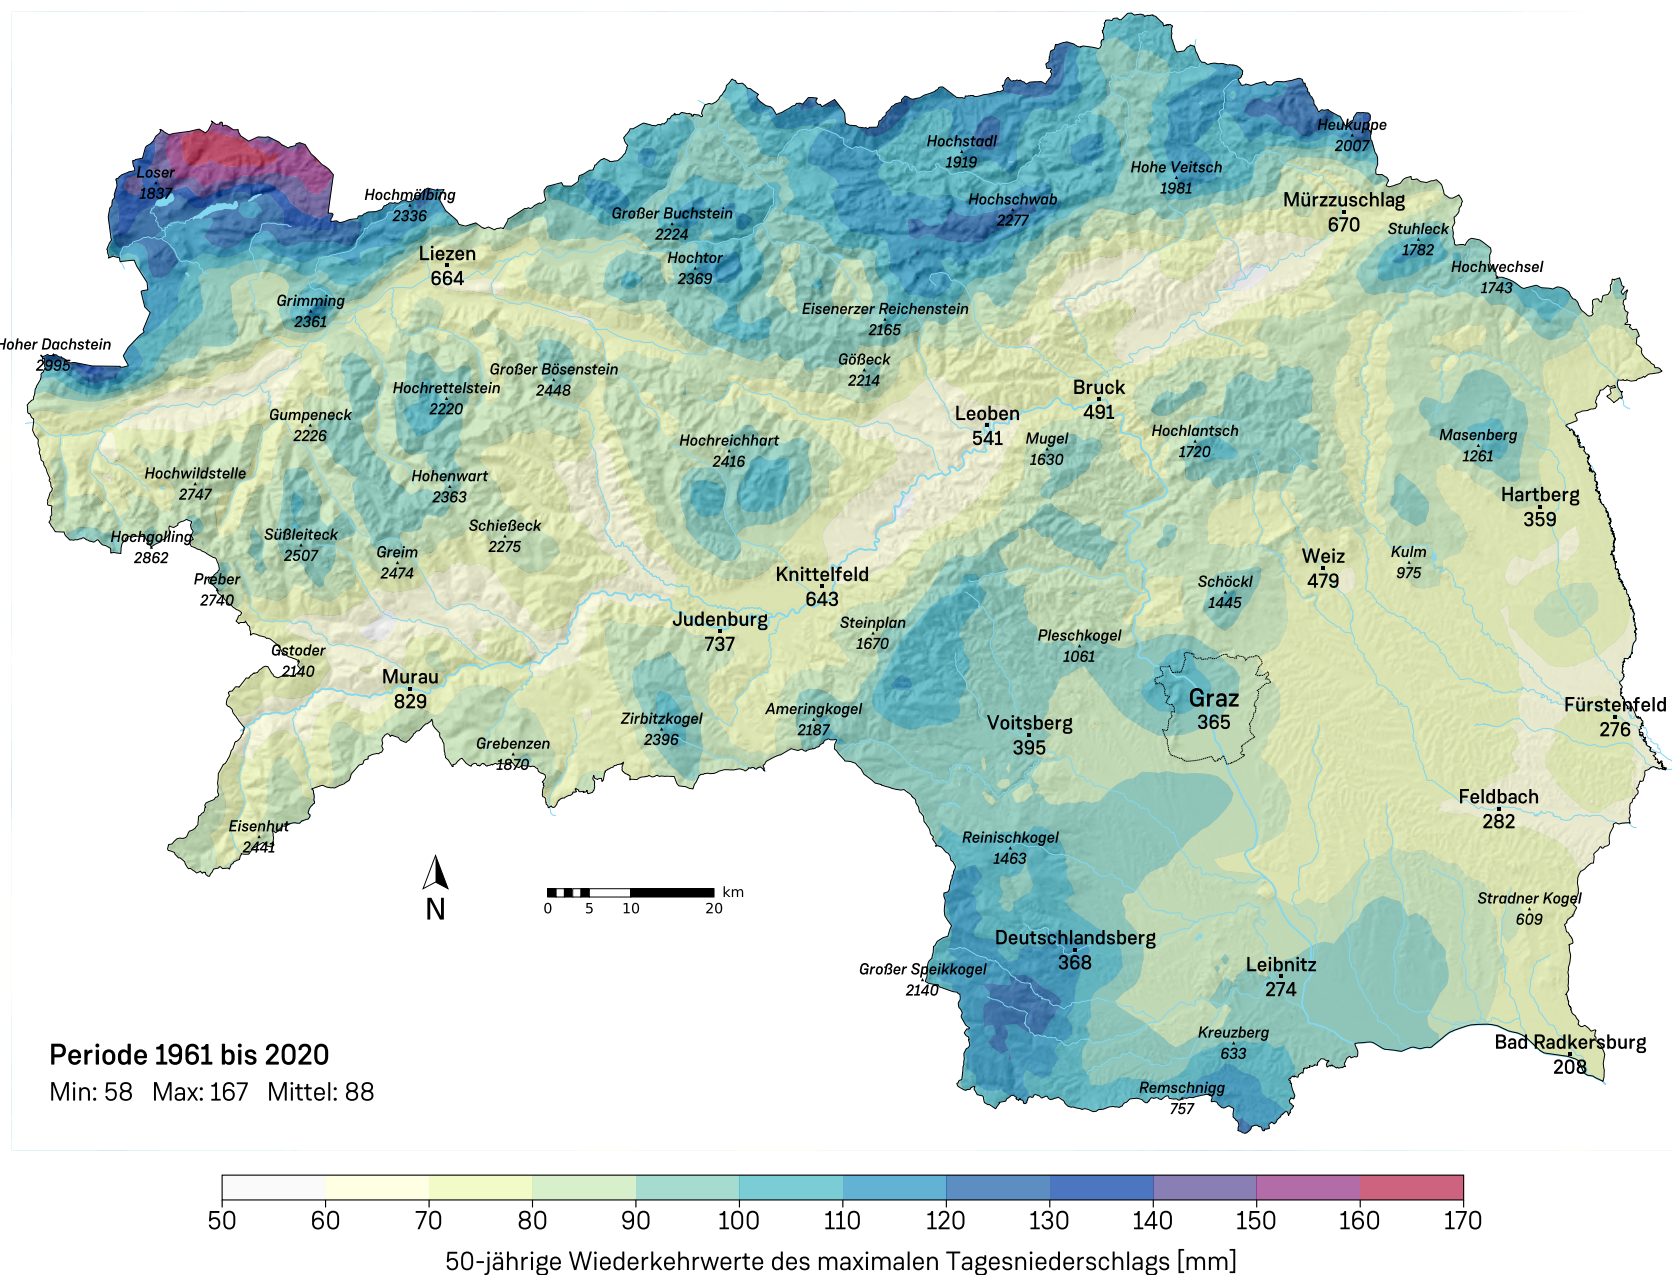 Heukuppe
2007
Hochstadl
1919
Hohe Veitsch
1981
Loser
1837
Hochmölbing
2336
Hochschwab
2277
Mürzzuschlag
670
Großer Buchstein
2224
Stuhleck
1782
Liezen
664
Hochtor
2369
Hochwechsel
1743
Grimming
2361
Eisenerzer Reichenstein
2165
Hoher Dachstein
2995
Gößeck
2214
Großer Bösenstein
2448
Hochrettelstein
2220
Bruck
491
Gumpeneck
2226
Leoben
541
Mugel
1630
Hochlantsch
1720
Masenberg
1261
Hochreichhart
2416
Hochwildstelle
2747
Hohenwart
2363
Hartberg
359
Schießeck
2275
Hochgolling
2862
Süßleiteck
2507
Greim
2474
Weiz
479
Kulm
975
Preber
2740
Knittelfeld
643
Schöckl
1445
Judenburg
737
Steinplan
1670
Pleschkogel
1061
Gstoder
2140
Murau
829
Graz
365
Fürstenfeld
276
Zirbitzkogel
2396
Ameringkogel
2187
Voitsberg
395
Grebenzen
1870
Feldbach
282
Eisenhut
2441
Reinischkogel
1463
N
0 5 10 20 km
Stradner Kogel
609
Deutschlandsberg
368
Großer Speikkogel
2140
Leibnitz
274
Kreuzberg
633
Bad Radkersburg
208
Remschnigg
757
Periode 1961 bis 2020
Min: 58 Max: 167 Mittel: 88
50 60 70 80 90 100 110 120 130 140 150 160 170
50-jährige Wiederkehrwerte des maximalen Tagesniederschlags [mm]